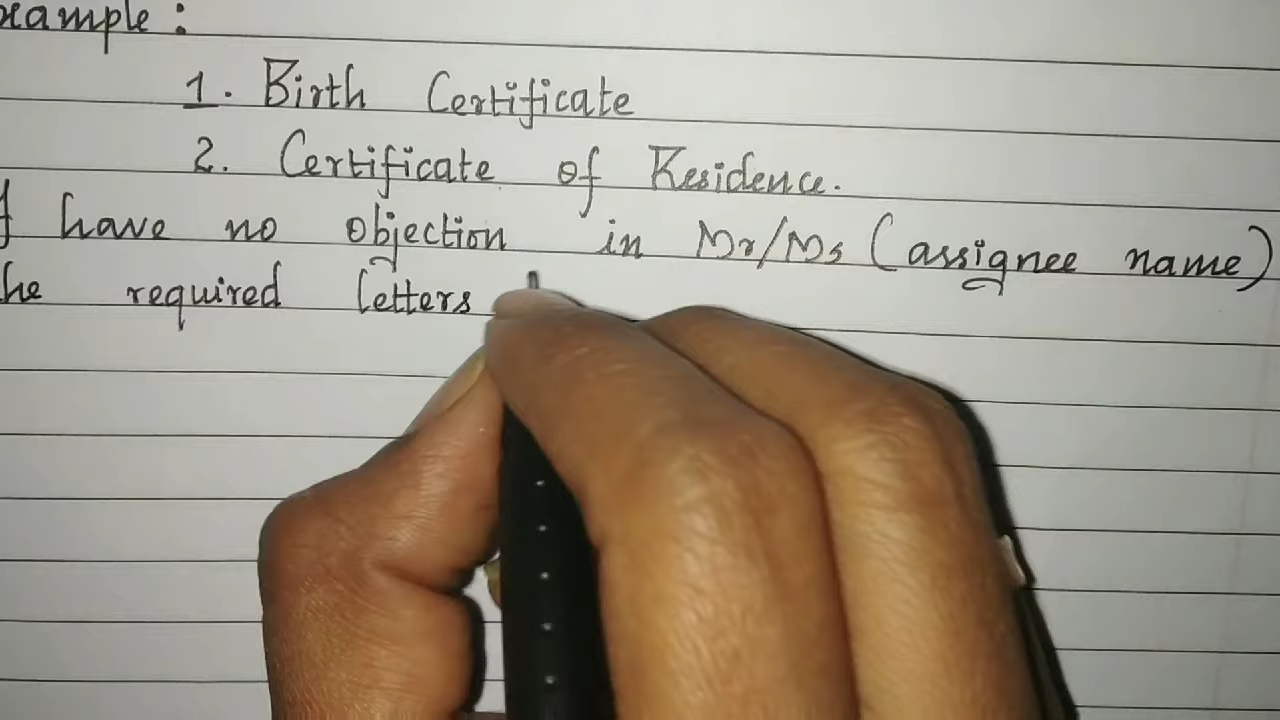 xample :
1. Birth Certificate
2. Certificate of Residence.
I have no objection in Mr/Ms (assignee name)
he required letters